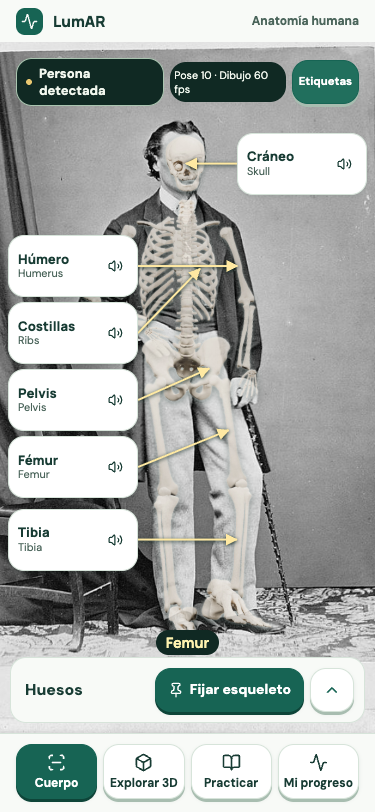 LumAR
Anatomía humana
Persona
detectada
Pose 10 · Dibujo 60
fps
Etiquetas
Cráneo
Skull
Húmero
Humerus
Costillas
Ribs
Pelvis
Pelvis
Fémur
Femur
Tibia
Tibia
Femur
Huesos
Fijar esqueleto
Cuerpo
Explorar 3D
Practicar
Mi progreso